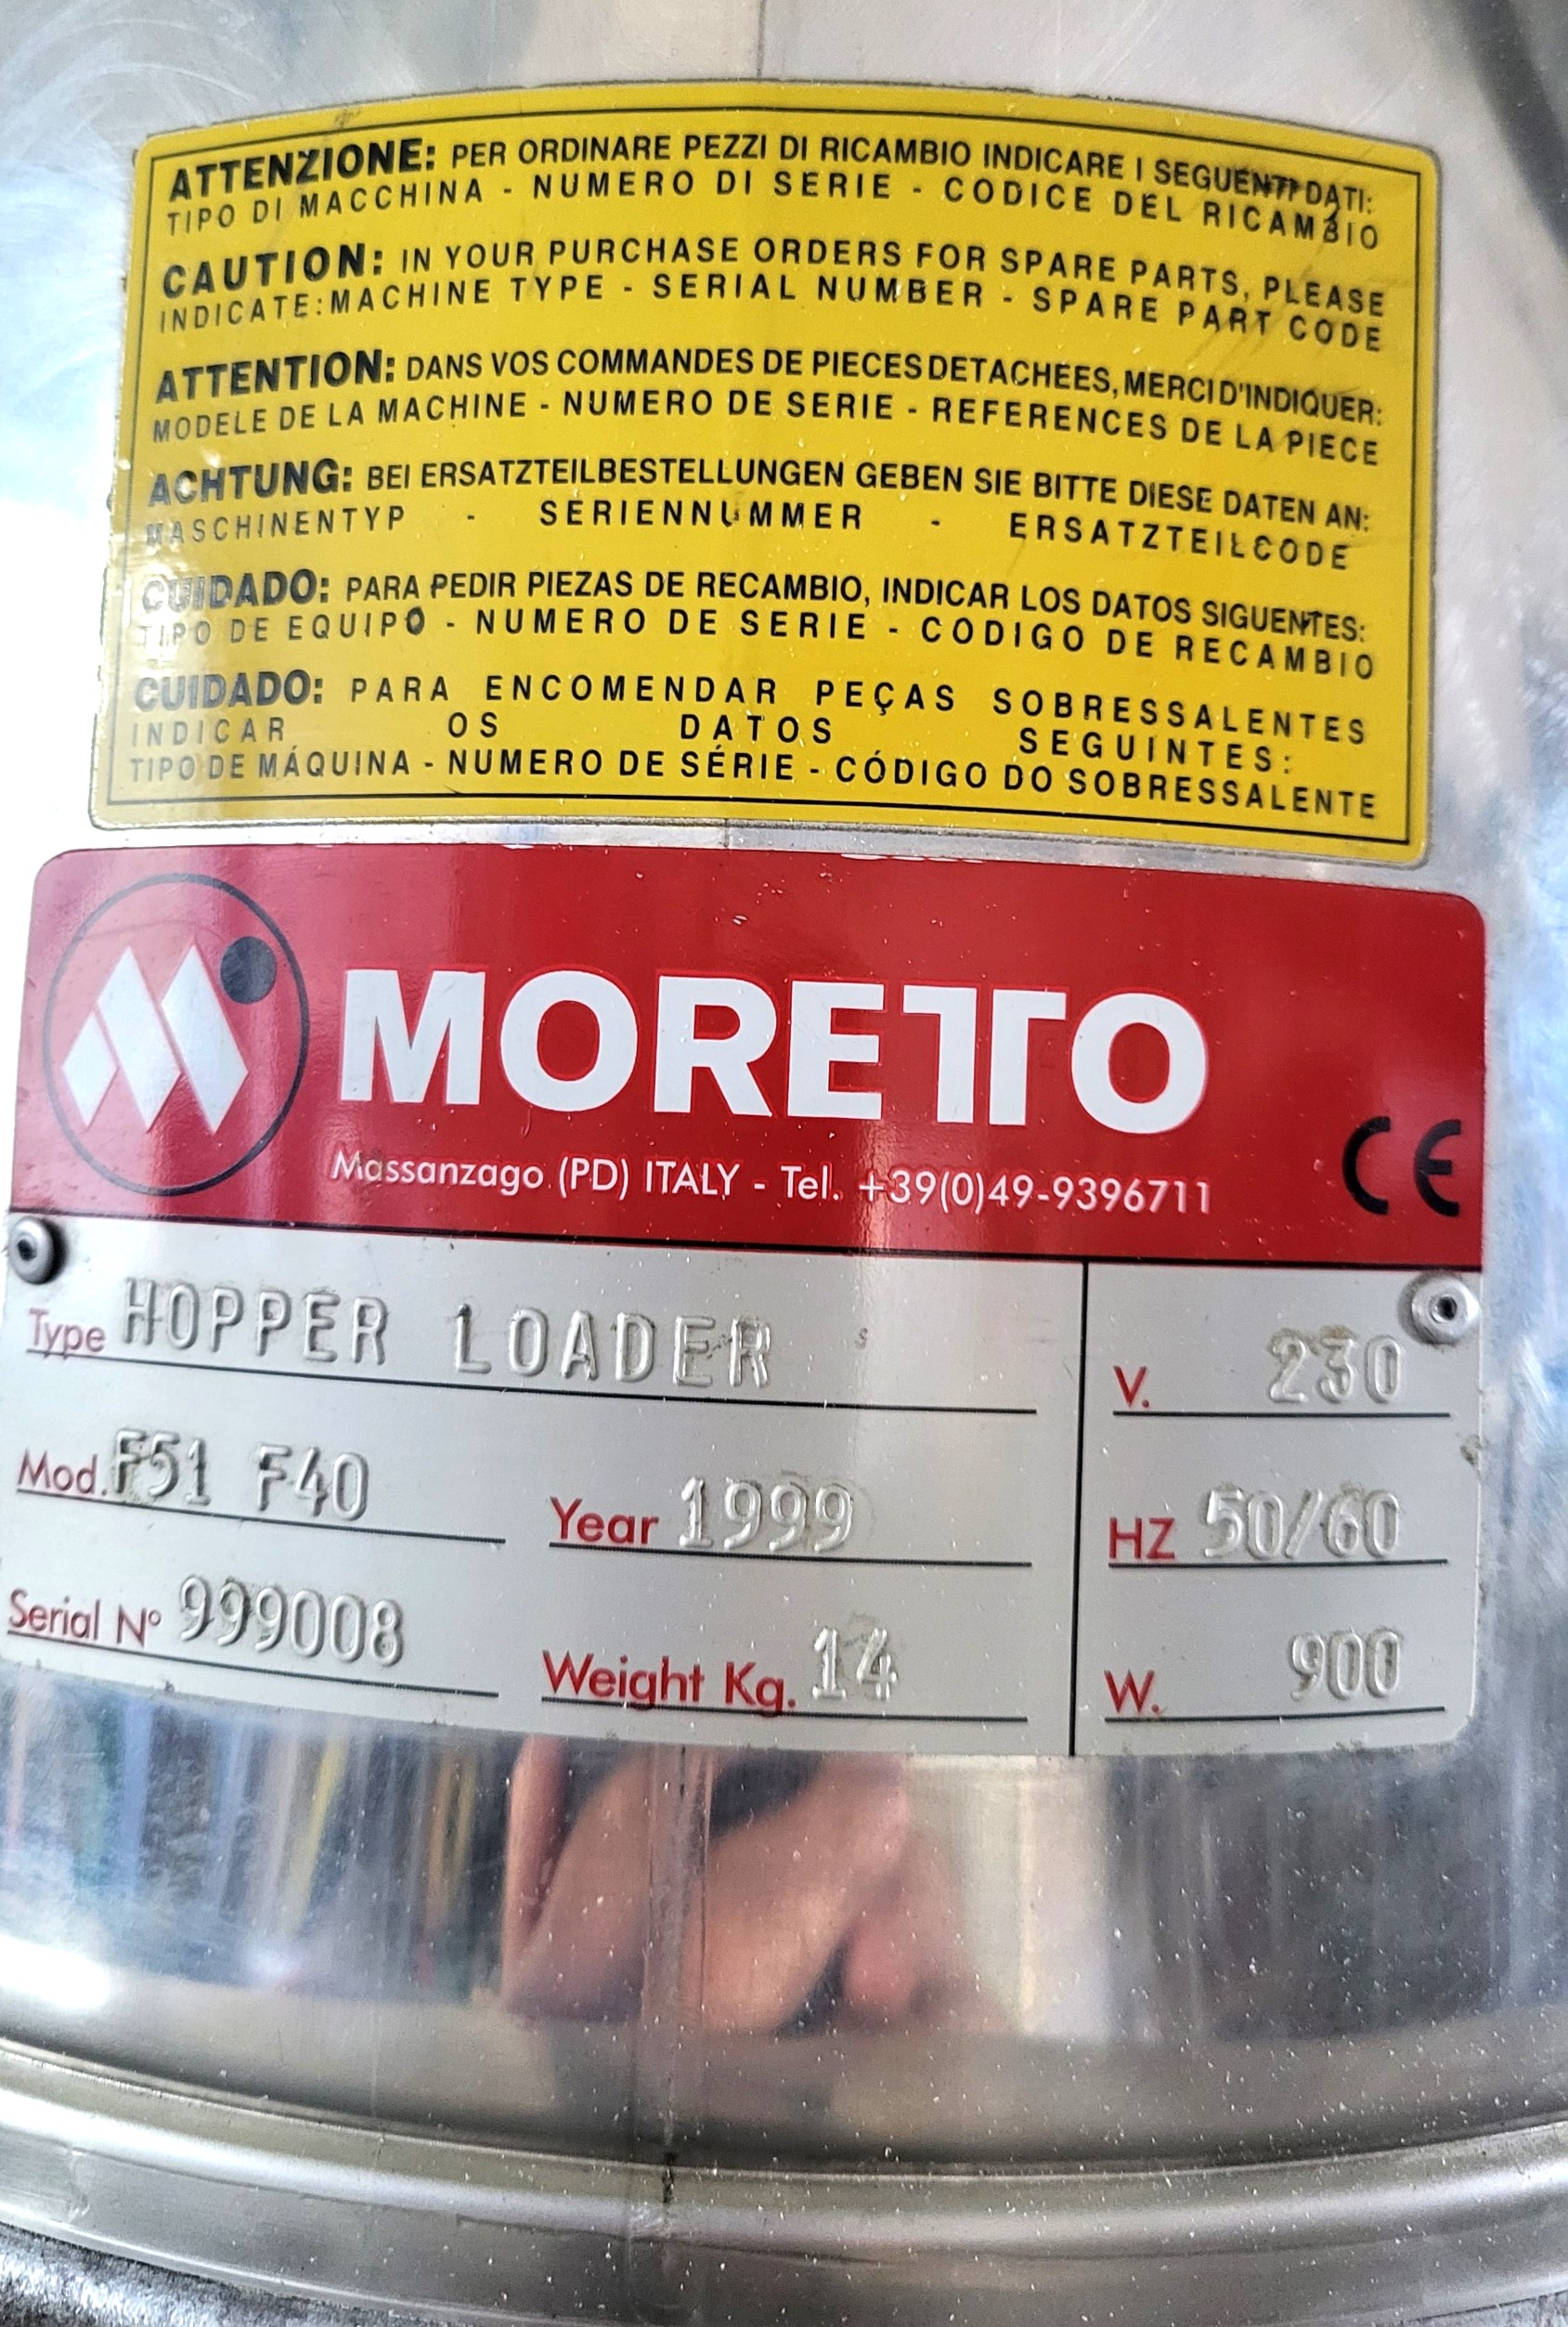 ATTENZIONE: PER ORDINARE PEZZI DI RICAMBIO INDICARE I SEGUENTI DATI:
TIPO DI MACCHINA - NUMERO DI SERIE - CODICE DEL RICAMBIO
CAUTION: IN YOUR PURCHASE ORDERS FOR SPARE PARTS, PLEASE
INDICATE: MACHINE TYPE - SERIAL NUMBER - SPARE PART CODE
ATTENTION: DANS VOS COMMANDES DE PIECES DETACHEES, MERCI D'INDIQUER:
MODELE DE LA MACHINE - NUMERO DE SERIE - REFERENCES DE LA PIECE
ACHTUNG: BEI ERSATZTEILBESTELLUNGEN GEBEN SIE BITTE DIESE DATEN AN:
MASCHINENTYP - SERIENNUMMER - ERSATZTEILCODE
CUIDADO: PARA PEDIR PIEZAS DE RECAMBIO, INDICAR LOS DATOS SIGUENTES:
TIPO DE EQUIPO - NUMERO DE SERIE - CODIGO DE RECAMBIO
CUIDADO: PARA ENCOMENDAR PEÇAS SOBRESSALENTES
INDICAR OS DATOS SEGUINTES:
TIPO DE MÁQUINA - NUMERO DE SÉRIE - CÓDIGO DO SOBRESSALENTE
MORETTO
Massanzago (PD) ITALY - Tel. +39(0)49-9396711
CE
Type HOPPER LOADER
V. 230
Mod. F51 F40
Year 1999
HZ 50/60
Serial N° 999008
Weight Kg. 14
W. 900